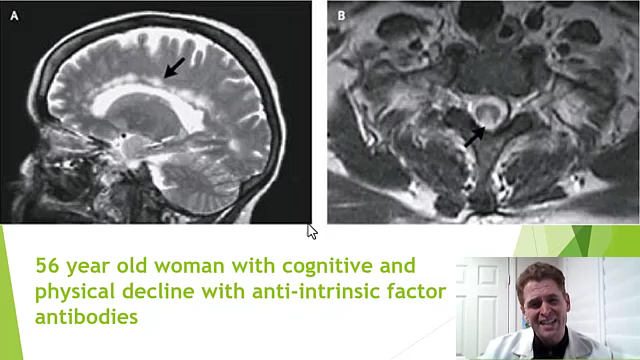 A
B
56 year old woman with cognitive and
physical decline with anti-intrinsic factor
antibodies